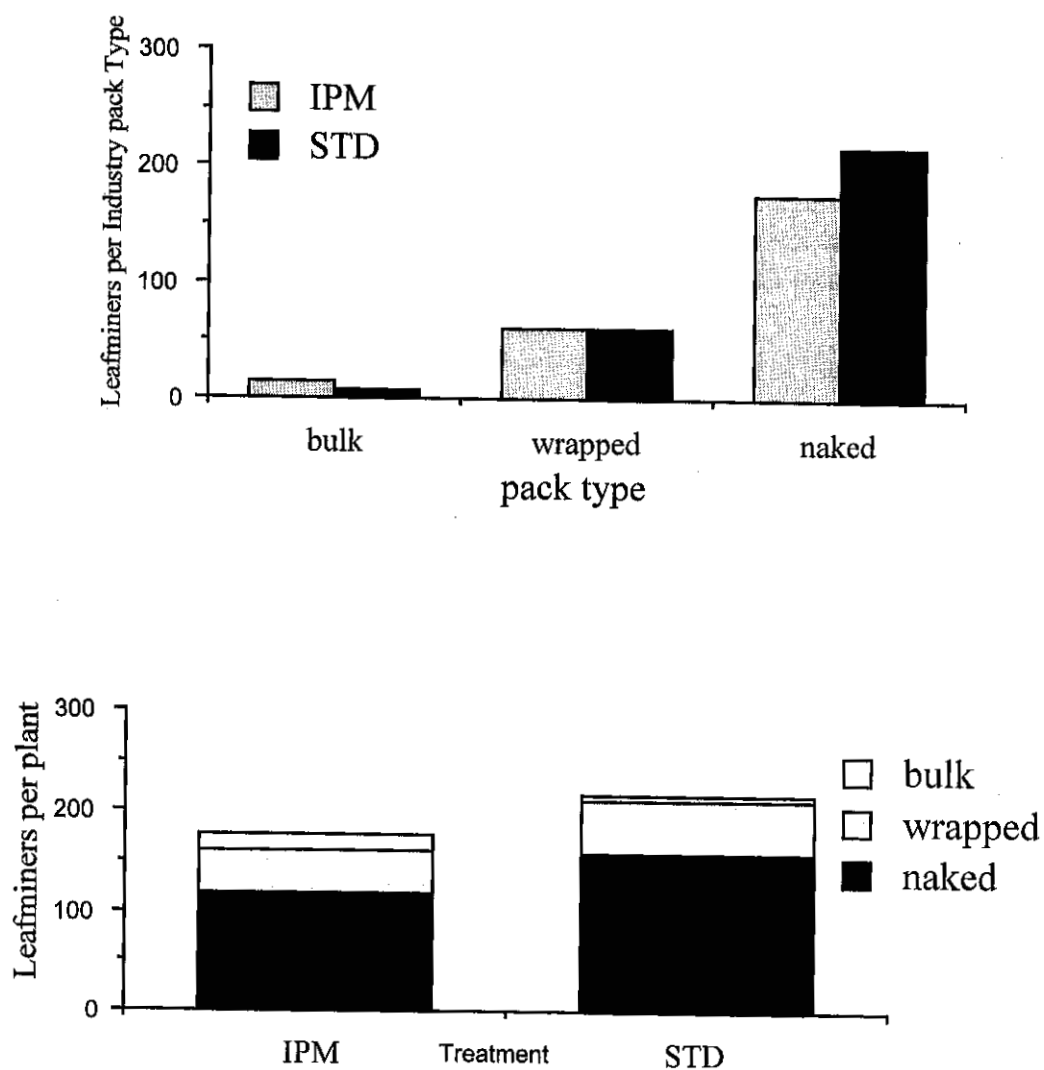 Leafminers per Industry pack Type
300
200
100
0
IPM
STD
bulk
wrapped
naked
pack type
Leafminers per plant
300
200
100
0
bulk
wrapped
naked
IPM
Treatment
STD